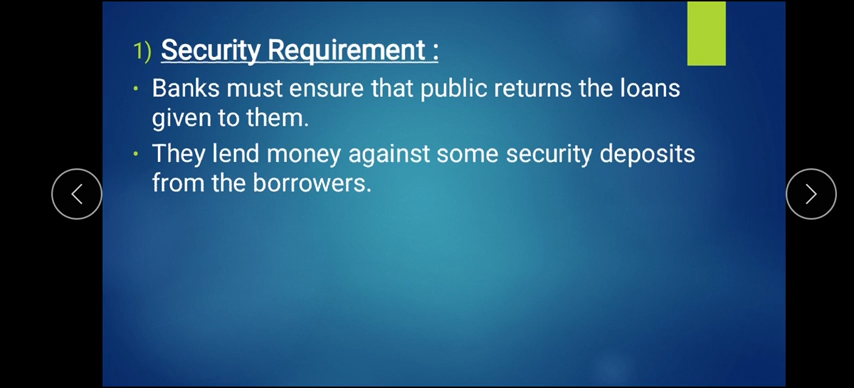 1) Security Requirement :
• Banks must ensure that public returns the loans
given to them.
• They lend money against some security deposits
from the borrowers.